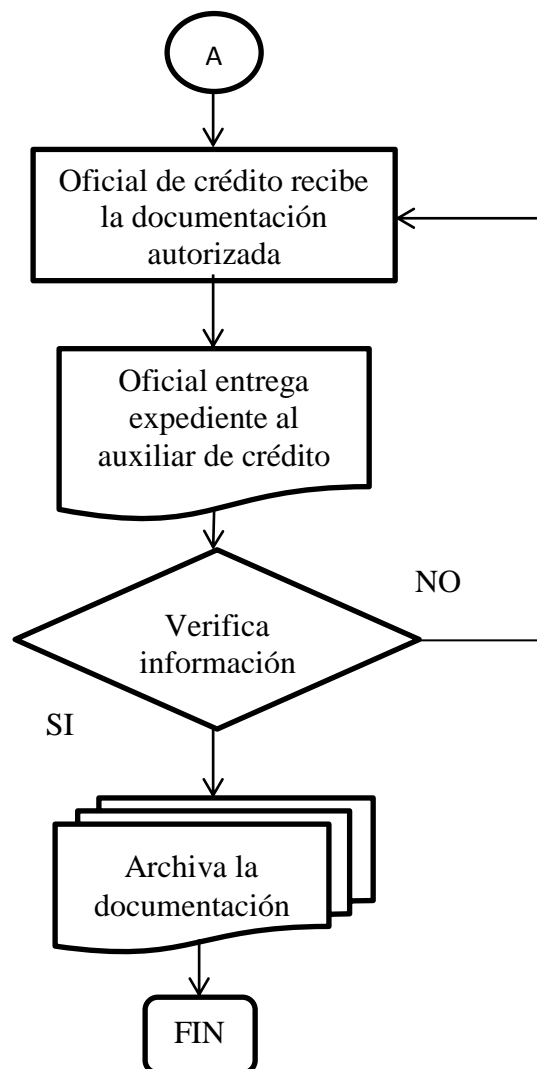 A
Oficial de crédito recibe
la documentación
autorizada
Oficial entrega
expediente al
auxiliar de crédito
NO
Verifica
información
SI
Archiva la
documentación
FIN